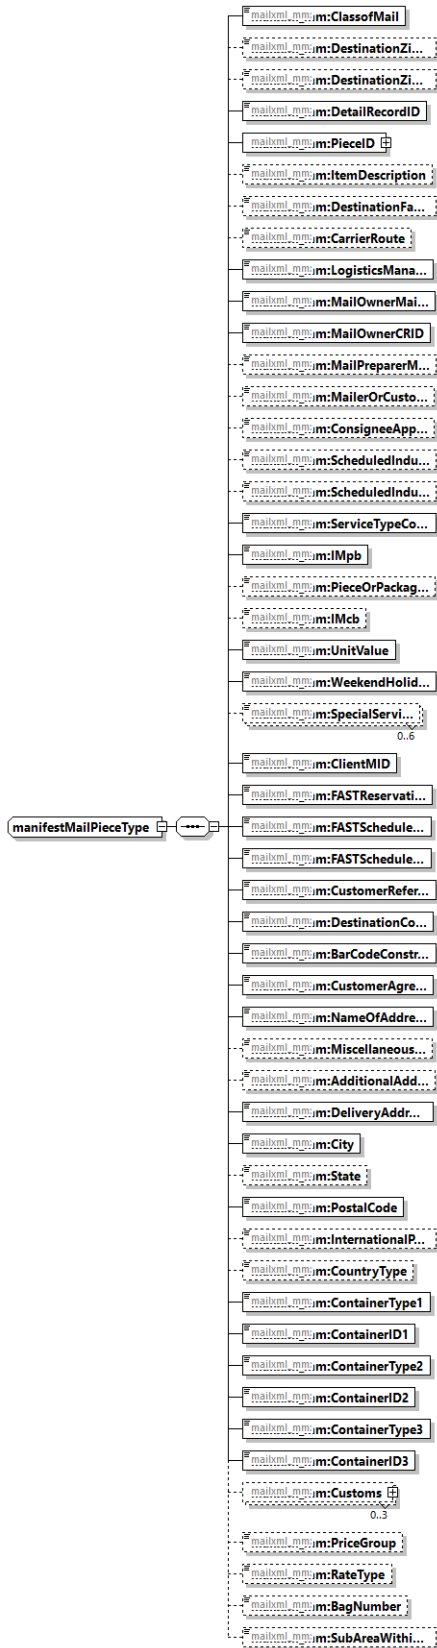 mailxml_mm:m:ClassofMail
mailxml_mm:m:DestinationZi...
mailxml_mm:m:DestinationZi...
mailxml_mm:m:DetailRecordID
mailxml_mm:m:PieceID
mailxml_mm:m:ItemDescription
mailxml_mm:m:DestinationFa...
mailxml_mm:m:CarrierRoute
mailxml_mm:m:LogisticsMana...
mailxml_mm:m:MailOwnerMai...
mailxml_mm:m:MailOwnerCRID
mailxml_mm:m:MailPreparerM...
mailxml_mm:m:MailerOrCusto...
mailxml_mm:m:ConsigneeApp...
mailxml_mm:m:ScheduledIndu...
mailxml_mm:m:ScheduledIndu...
mailxml_mm:m:ServiceTypeCo...
mailxml_mm:m:IMpb
mailxml_mm:m:PieceOrPackag...
mailxml_mm:m:IMcb
mailxml_mm:m:UnitValue
mailxml_mm:m:WeekendHolid...
mailxml_mm:m:SpecialServi...
0..6
mailxml_mm:m:ClientMID
mailxml_mm:m:FASTReservati...
manifestMailPieceType
mailxml_mm:m:FASTSchedule...
mailxml_mm:m:FASTSchedule...
mailxml_mm:m:CustomerRefer...
mailxml_mm:m:DestinationCo...
mailxml_mm:m:BarCodeConstr...
mailxml_mm:m:CustomerAgre...
mailxml_mm:m:NameOfAddre...
mailxml_mm:m:Miscellaneous...
mailxml_mm:m:AdditionalAdd...
mailxml_mm:m:DeliveryAddr...
mailxml_mm:m:City
mailxml_mm:m:State
mailxml_mm:m:PostalCode
mailxml_mm:m:InternationalP...
mailxml_mm:m:CountryType
mailxml_mm:m:ContainerType1
mailxml_mm:m:ContainerID1
mailxml_mm:m:ContainerType2
mailxml_mm:m:ContainerID2
mailxml_mm:m:ContainerType3
mailxml_mm:m:ContainerID3
mailxml_mm:m:Customs
0..3
mailxml_mm:m:PriceGroup
mailxml_mm:m:RateType
mailxml_mm:m:BagNumber
mailxml_mm:m:SubAreaWithi...